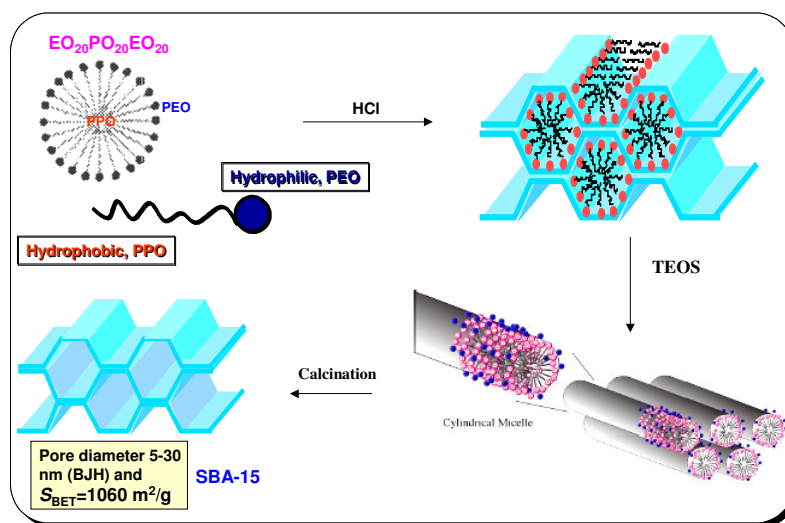 EO₂₀PO₂₀EO₂₀
PEO
PPO
HCl
Hydrophilic, PEO
Hydrophobic, PPO
TEOS
Cylindrical Micelle
Calcination
Pore diameter 5-30
nm (BJH) and
S_BET=1060 m²/g
SBA-15